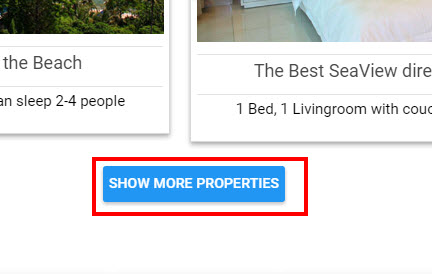 the Beach
an sleep 2-4 people
The Best SeaView dire
1 Bed, 1 Livingroom with couc
SHOW MORE PROPERTIES